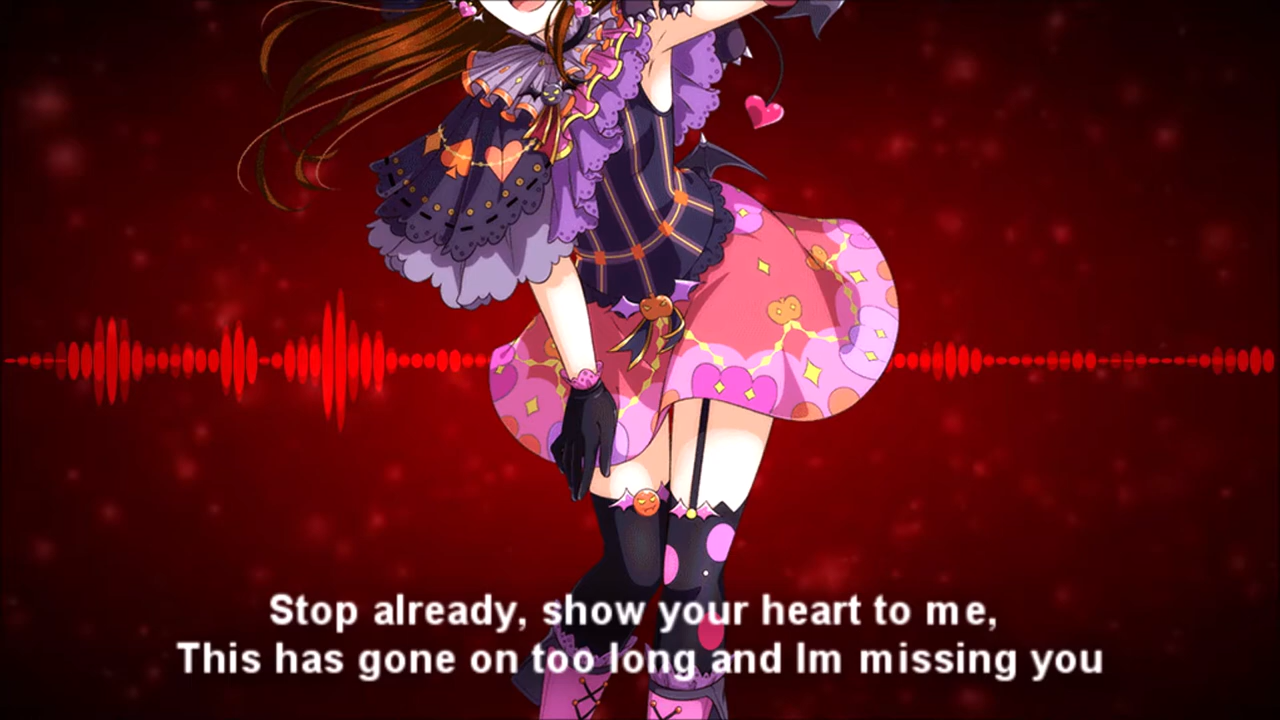 Stop already, show your heart to me,
This has gone on too long and Im missing you